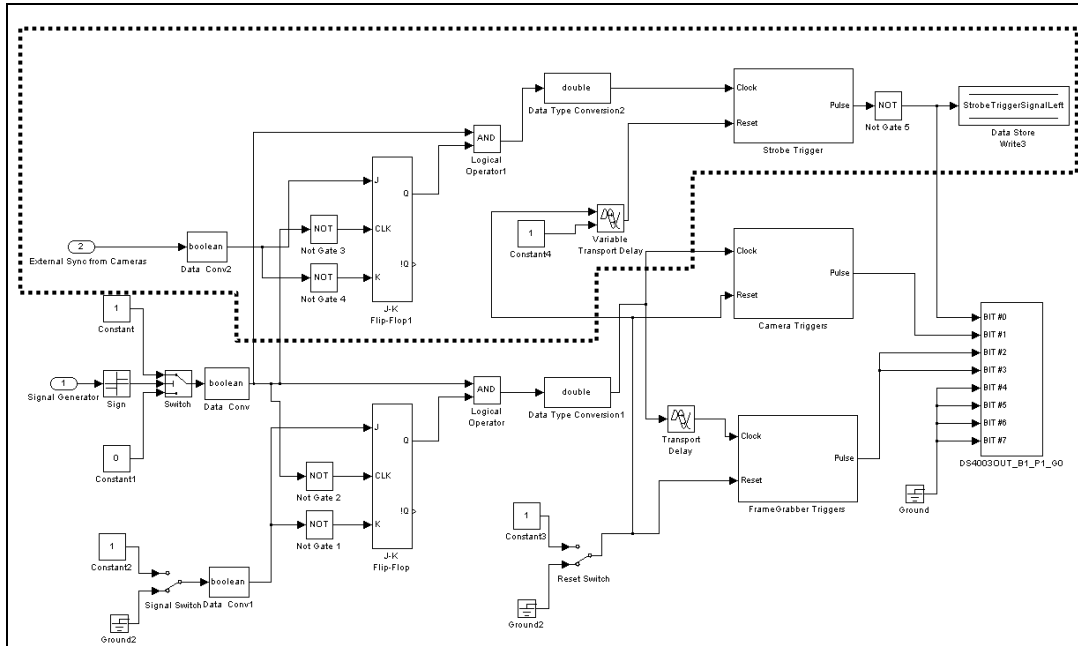 double
Data Type Conversion2
Clock
Pulse
Reset
Strobe Trigger
NOT
Not Gate 5
StrobeTriggerSignalLeft
Data Store
Write3
AND
Logical
Operator1
J
Q
CLK
!Q
K
J-K
Flip-Flop1
NOT
Not Gate 3
NOT
Not Gate 4
2
External Sync from Cameras
boolean
Data Conv2
1
Constant4
Variable
Transport Delay
Clock
Pulse
Reset
Camera Triggers
1
Constant
1
Signal Generator
Sign
Switch
boolean
Data Conv
0
Constant1
AND
Logical
Operator
double
Data Type Conversion1
Transport
Delay
Clock
Pulse
Reset
FrameGrabber Triggers
BIT #0
BIT #1
BIT #2
BIT #3
BIT #4
BIT #5
BIT #6
BIT #7
DS4003OUT_B1_P1_G0
Ground
J
Q
CLK
!Q
K
J-K
Flip-Flop
NOT
Not Gate 2
NOT
Not Gate 1
1
Constant2
Signal Switch
boolean
Data Conv1
Ground2
1
Constant3
Reset Switch
Ground2